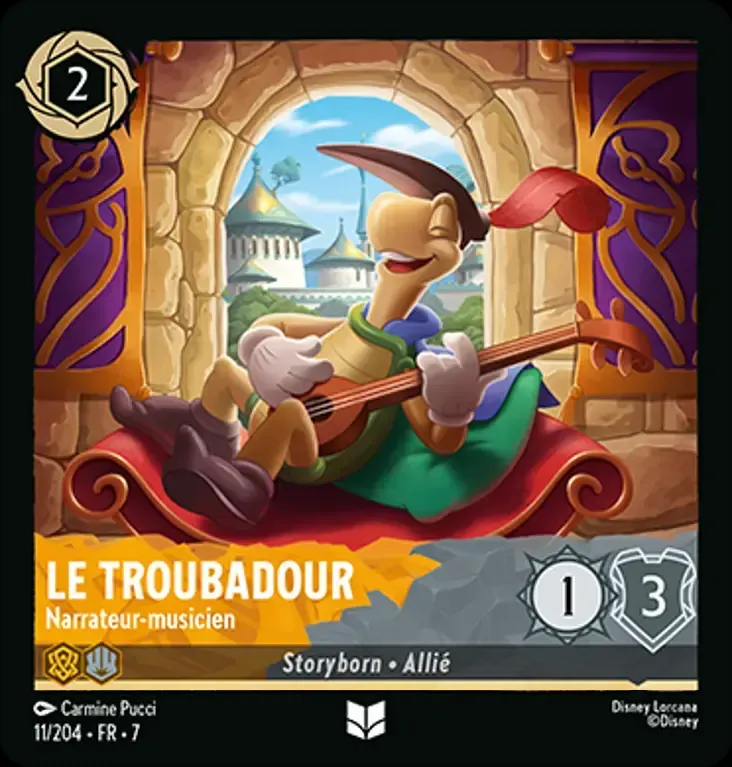 2
LE TROUBADOUR
Narrateur-musicien
1
3
Storyborn • Allié
Carmine Pucci
11/204 • FR • 7
Disney Lorcana
©Disney